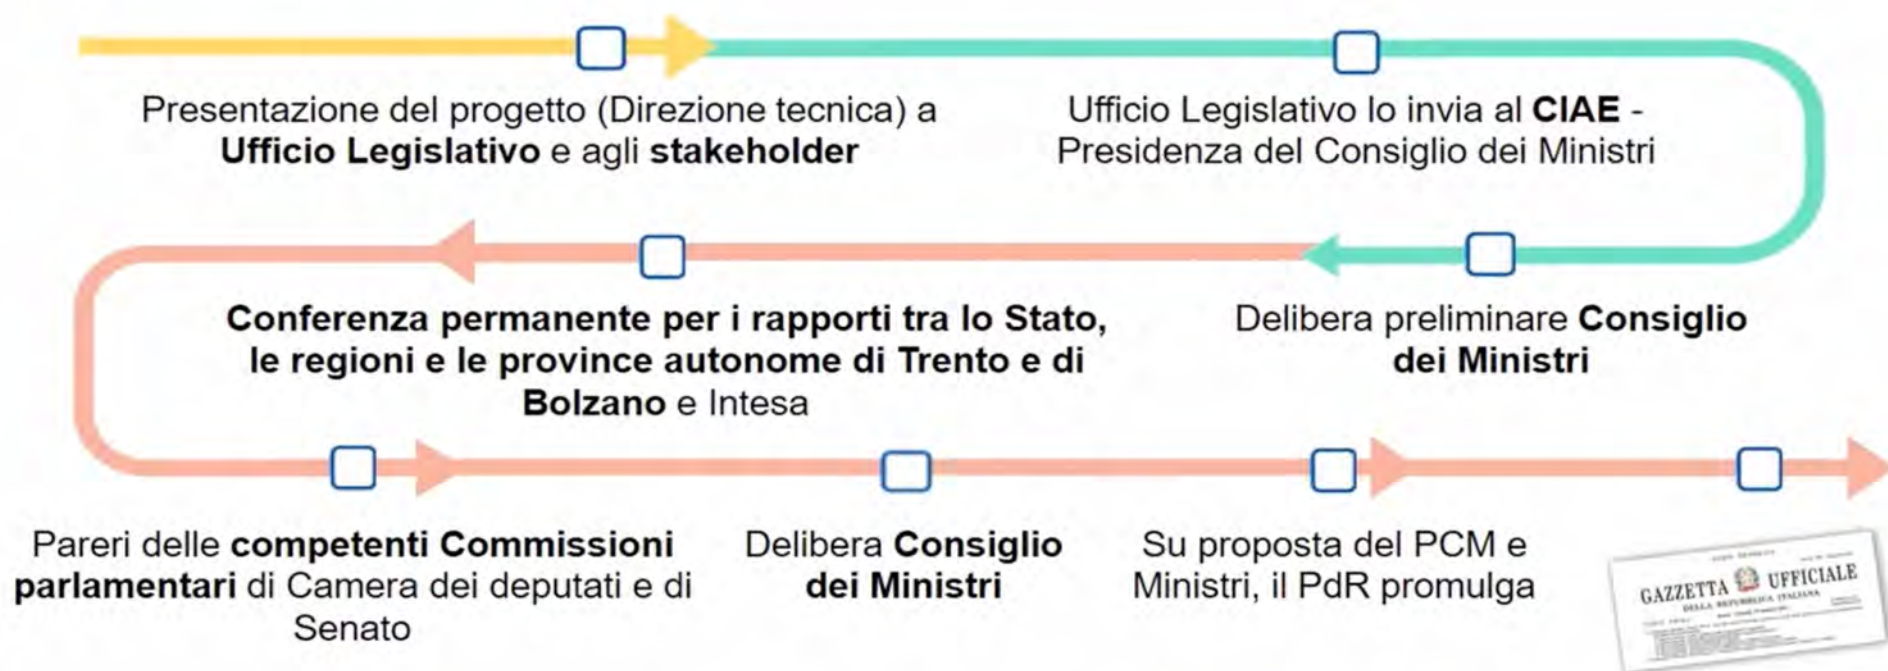 Presentazione del progetto (Direzione tecnica) a
Ufficio Legislativo e agli stakeholder
Ufficio Legislativo lo invia al CIAE -
Presidenza del Consiglio dei Ministri
Conferenza permanente per i rapporti tra lo Stato,
le regioni e le province autonome di Trento e di
Bolzano e Intesa
Delibera preliminare Consiglio
dei Ministri
Pareri delle competenti Commissioni
parlamentari di Camera dei deputati e di
Senato
Delibera Consiglio
dei Ministri
Su proposta del PCM e
Ministri, il PdR promulga
GAZZETTA UFFICIALE
DELLA REPUBBLICA ITALIANA